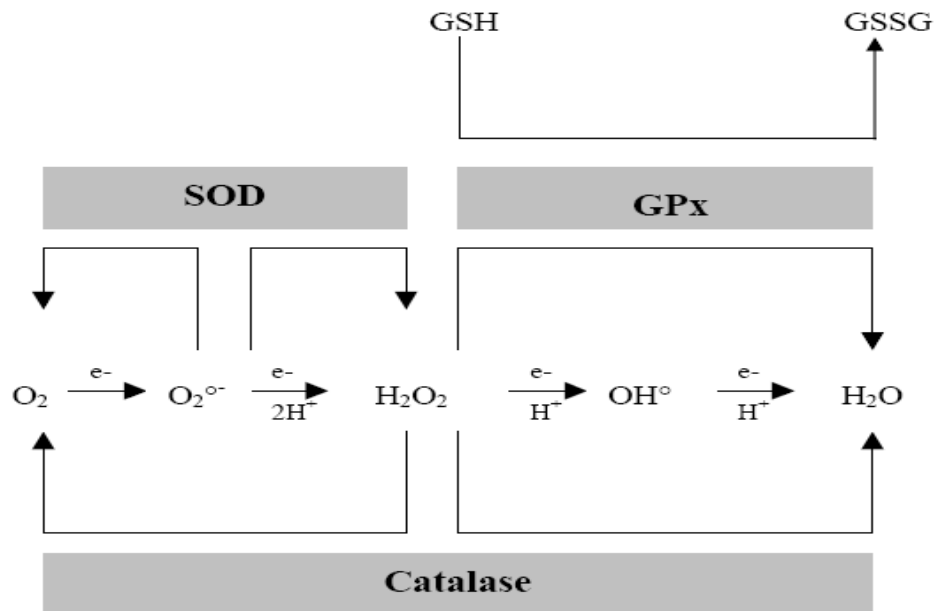 GSH GSSG
SOD GPx
e- e- e- e-
O₂ O₂°⁻ H₂O₂ OH° H₂O
2H⁺ H⁺ H⁺
Catalase